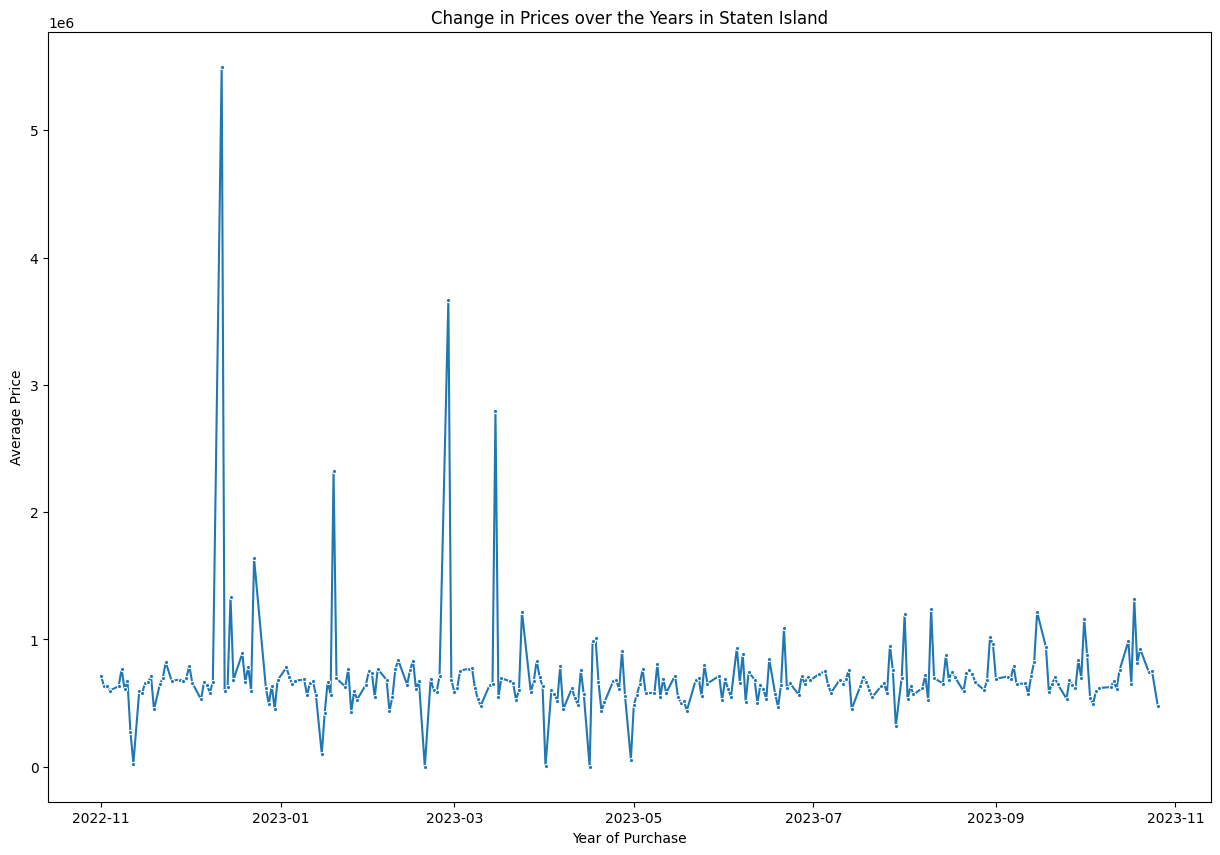 Change in Prices over the Years in Staten Island
1e6
5
4
3
2
1
0
Average Price
2022-11 2023-01 2023-03 2023-05 2023-07 2023-09 2023-11
Year of Purchase